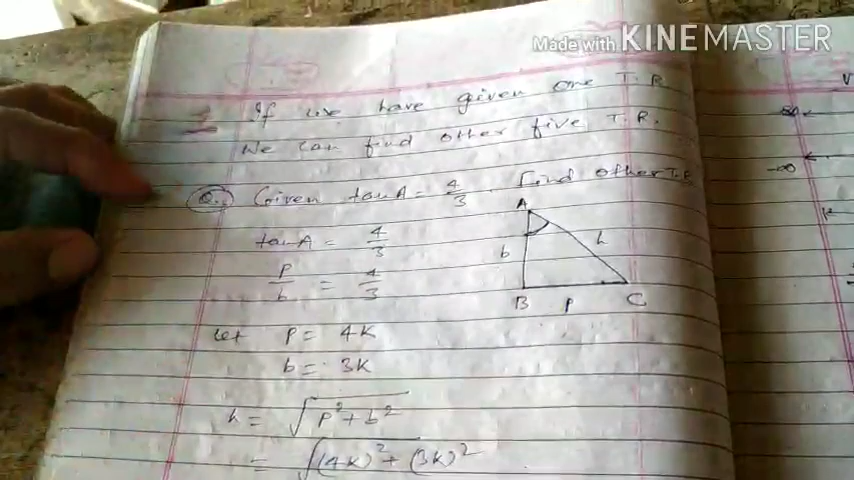 Made with KINEMASTER
If we have given one T.R
We can find other five T.R.
Q. Given tanA = 4/3. Find other T.R
tanA = 4/3
P/b = 4/3
A
b
h
B
P
C
let P = 4K
b = 3K
h = √P²+b²
= √(4K)²+(3K)²
-∞